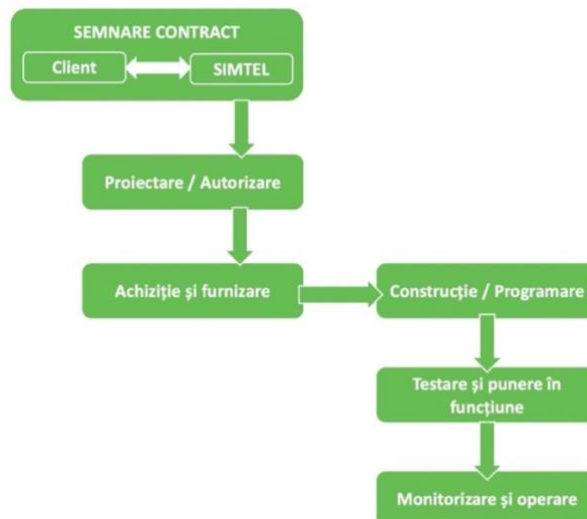 SEMNARE CONTRACT
Client
SIMTEL
Proiectare / Autorizare
Achiziție și furnizare
Construcție / Programare
Testare și punere în
funcțiune
Monitorizare și operare